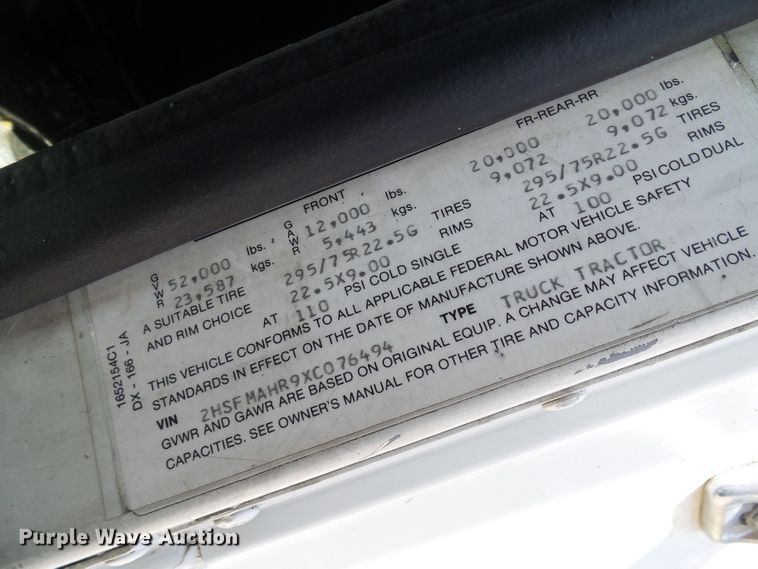 FRONT
FR-REAR-RR
GVWR 52,000 lbs. GAWR 12,000 lbs. 20,000 20,000 lbs.
23,587 kgs. 5,443 kgs. 9,072 9,072 kgs.
A SUITABLE TIRE 295/75R22.5G TIRES 295/75R22.5G TIRES
AND RIM CHOICE 22.5X9.00 RIMS 22.5X9.00 RIMS
AT 110 PSI COLD SINGLE AT 100 PSI COLD DUAL
THIS VEHICLE CONFORMS TO ALL APPLICABLE FEDERAL MOTOR VEHICLE SAFETY
STANDARDS IN EFFECT ON THE DATE OF MANUFACTURE SHOWN ABOVE.
VIN 2HSFMAHR9XC076494 TYPE TRUCK TRACTOR
GVWR AND GAWR ARE BASED ON ORIGINAL EQUIP. A CHANGE MAY AFFECT VEHICLE
CAPACITIES. SEE OWNER'S MANUAL FOR OTHER TIRE AND CAPACITY INFORMATION.
1652154C1
DX - 166 - JA
Purple Wave Auction